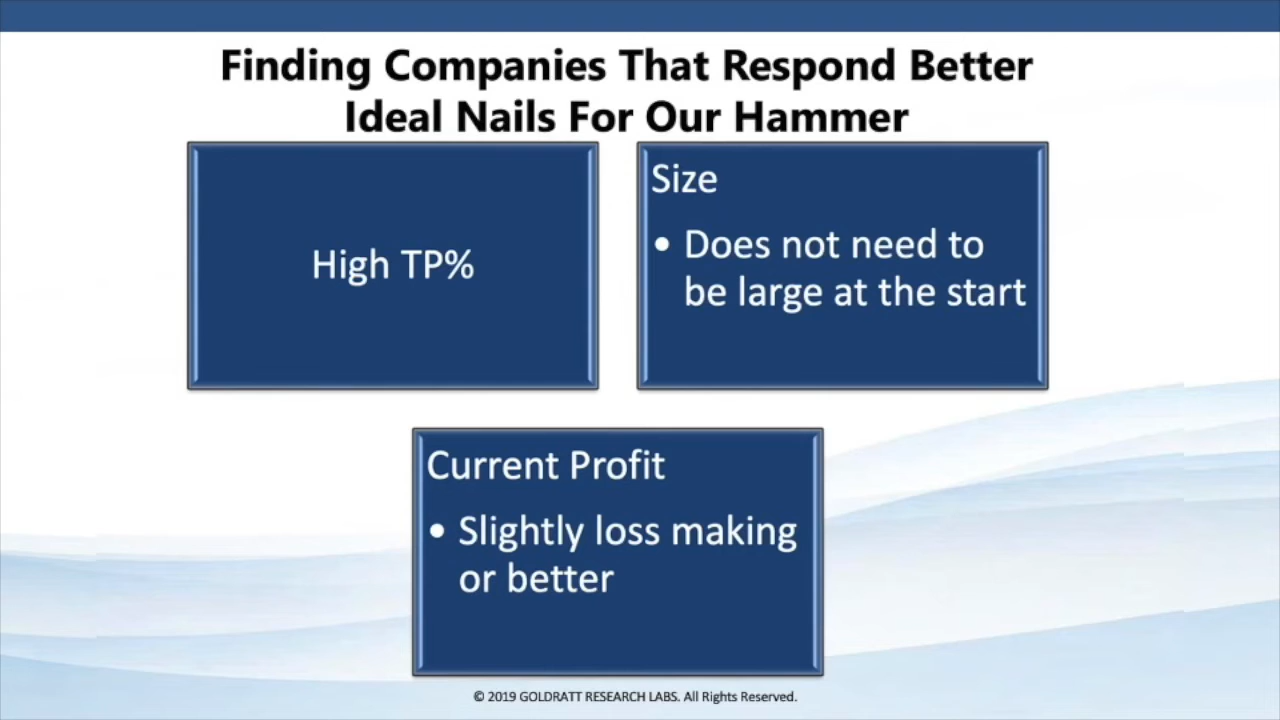 Finding Companies That Respond Better
Ideal Nails For Our Hammer
High TP%
Size
• Does not need to
be large at the start
Current Profit
• Slightly loss making
or better
© 2019 GOLDRATT RESEARCH LABS. All Rights Reserved.